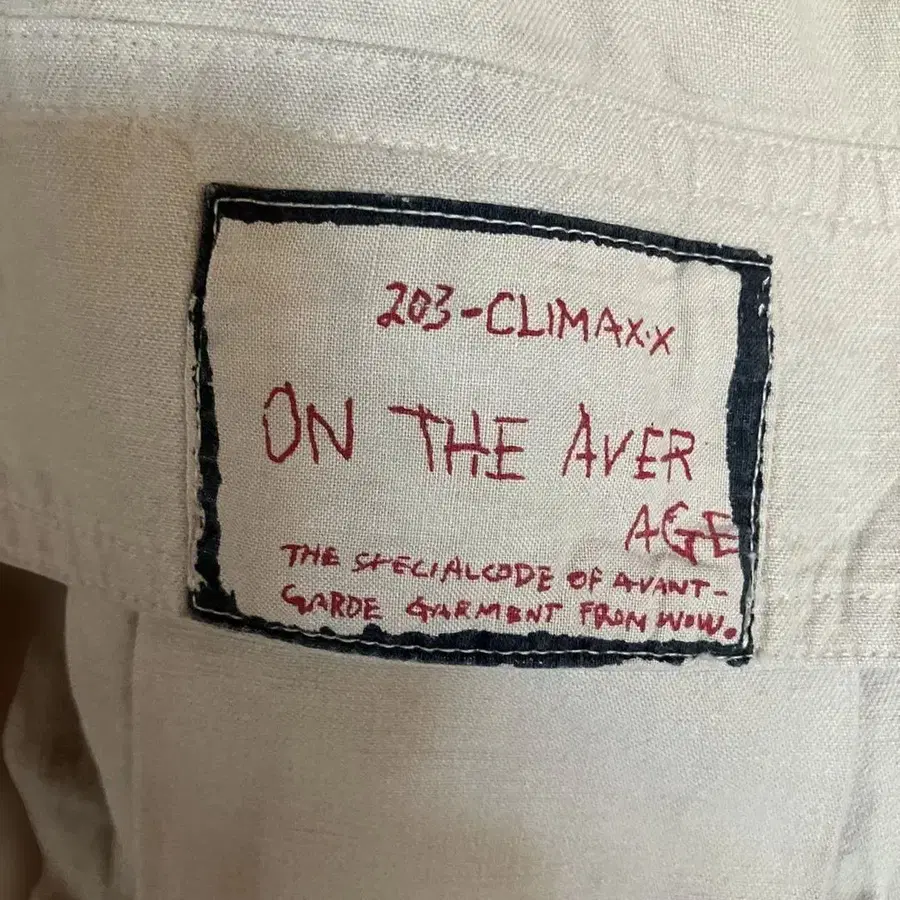 203-CLIMAX·X
ON THE AVER
AGE
THE SPECIALCODE OF AVANT-
GARDE GARMENT FROM WOW.